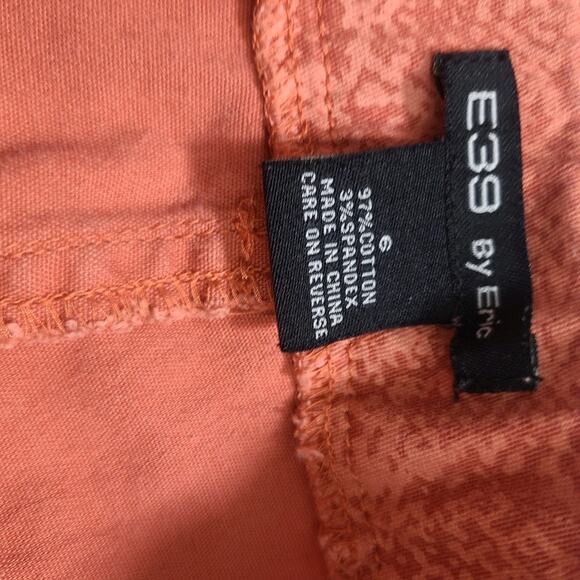 E39 By Eric
6
97%COTTON
3%SPANDEX
MADE IN CHINA
CARE ON REVERSE